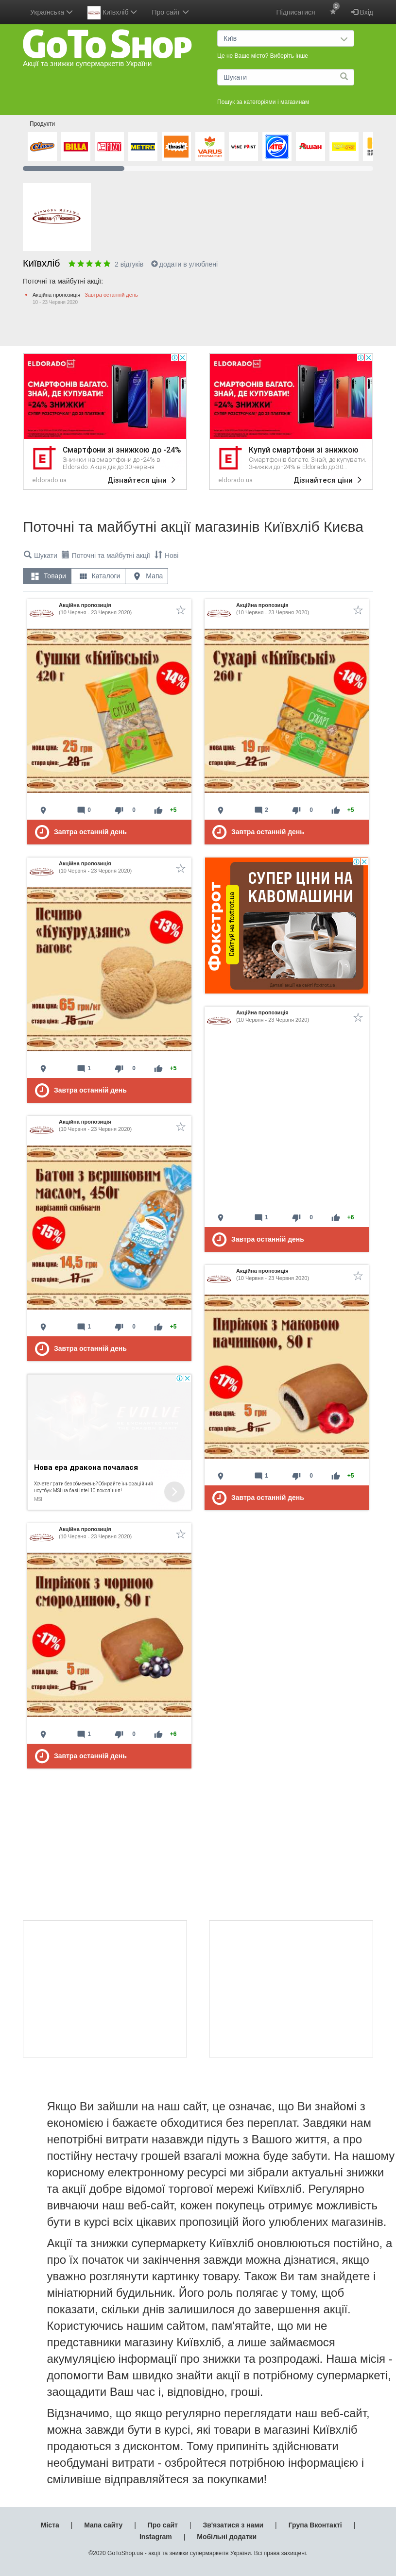 Українська
Київхліб
Про сайт
Підписатися
0
Вхід
GoTo Shop
Акції та знижки супермаркетів України
Київ
Це не Ваше місто? Виберіть інше
Шукати
Пошук за категоріями і магазинам
Продукти
BILLA
METRO
thrash!
VARUS
WINE POINT
АТБ
Ашан
Київхліб
2 відгуків
додати в улюблені
Поточні та майбутні акції:
Акційна пропозиція Завтра останній день
10 - 23 Червня 2020
ELDORADO
СМАРТФОНІВ БАГАТО.
ЗНАЙ, ДЕ КУПУВАТИ!
-24% ЗНИЖКИ
Смартфони зі знижкою до -24%
Знижки на смартфони до -24% в
Eldorado. Акція діє до 30 червня
eldorado.ua
Дізнайтеся ціни
ELDORADO
СМАРТФОНІВ БАГАТО.
ЗНАЙ, ДЕ КУПУВАТИ!
-24% ЗНИЖКИ
Купуй смартфони зі знижкою
Смартфонів багато. Знай, де купувати.
Знижки до -24% в Eldorado до 30...
eldorado.ua
Дізнайтеся ціни
Поточні та майбутні акції магазинів Київхліб Києва
Шукати
Поточні та майбутні акції
Нові
Товари
Каталоги
Мапа
Акційна пропозиція
(10 Червня - 23 Червня 2020)
Сушки «Київські»
420 г
-14%
НОВА ЦІНА: 25 грн
стара ціна: 29 грн
0
0
+5
Завтра останній день
Акційна пропозиція
(10 Червня - 23 Червня 2020)
Сухарі «Київські»
260 г
-14%
НОВА ЦІНА: 19 грн
стара ціна: 22 грн
2
0
+5
Завтра останній день
Акційна пропозиція
(10 Червня - 23 Червня 2020)
Печиво
«Кукурудзяне»
вагове
-13%
НОВА ЦІНА: 65 грн/кг
стара ціна: 75 грн/кг
1
0
+5
Завтра останній день
Фокстрот
Сайт у на foxtrot.ua
СУПЕР ЦІНИ НА
КАВОМАШИНИ
Акційна пропозиція
(10 Червня - 23 Червня 2020)
1
0
+6
Завтра останній день
Акційна пропозиція
(10 Червня - 23 Червня 2020)
Батон з вершковим
маслом, 450г
нарізаний скибками
-15%
НОВА ЦІНА: 14,5 грн
стара ціна: 17 грн
1
0
+5
Завтра останній день
Акційна пропозиція
(10 Червня - 23 Червня 2020)
Пиріжок з маковою
начинкою, 80 г
-17%
НОВА ЦІНА: 5 грн
стара ціна: 6 грн
1
0
+5
Завтра останній день
EVOLVE
Нова ера дракона почалася
Хочете грати без обмежень? Обирайте інноваційний
ноутбук MSI на базі Intel 10 покоління!
MSI
Акційна пропозиція
(10 Червня - 23 Червня 2020)
Пиріжок з чорною
смородиною, 80 г
-17%
НОВА ЦІНА: 5 грн
стара ціна: 6 грн
1
0
+6
Завтра останній день
Якщо Ви зайшли на наш сайт, це означає, що Ви знайомі з
економією і бажаєте обходитися без переплат. Завдяки нам
непотрібні витрати назавжди підуть з Вашого життя, а про
постійну нестачу грошей взагалі можна буде забути. На нашому
корисному електронному ресурсі ми зібрали актуальні знижки
та акції добре відомої торгової мережі Київхліб. Регулярно
вивчаючи наш веб-сайт, кожен покупець отримує можливість
бути в курсі всіх цікавих пропозицій його улюблених магазинів.
Акції та знижки супермаркету Київхліб оновлюються постійно, а
про їх початок чи закінчення завжди можна дізнатися, якщо
уважно розглянути картинку товару. Також Ви там знайдете і
мініатюрний будильник. Його роль полягає у тому, щоб
показати, скільки днів залишилося до завершення акції.
Користуючись нашим сайтом, пам'ятайте, що ми не
представники магазину Київхліб, а лише займаємося
акумуляцією інформації про знижки та розпродажі. Наша місія -
допомогти Вам швидко знайти акції в потрібному супермаркеті,
заощадити Ваш час і, відповідно, гроші.
Відзначимо, що якщо регулярно переглядати наш веб-сайт,
можна завжди бути в курсі, які товари в магазині Київхліб
продаються з дисконтом. Тому припиніть здійснювати
необдумані витрати - озбройтеся потрібною інформацією і
сміливіше відправляйтеся за покупками!
Міста | Мапа сайту | Про сайт | Зв'язатися з нами | Група Вконтакті |
Instagram | Мобільні додатки
©2020 GoToShop.ua - акції та знижки супермаркетів України. Всі права захищені.